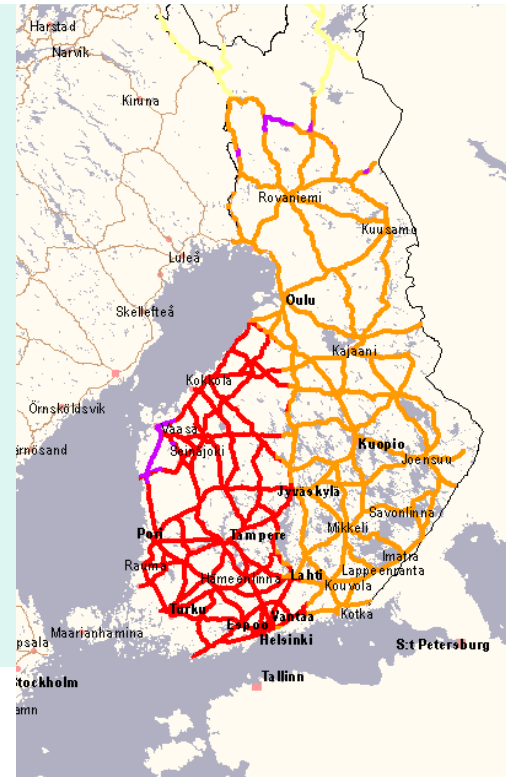 Harstad
Narvik
Kiruna
Rovaniemi
Kuusamo
Luleå
Oulu
Skellefteå
Kajaani
Kokkola
Örnsköldsvik
Vaasa
Kuopio
ärnösand
Seinäjoki
Joensuu
Jyväskylä
Savonlinna
Mikkeli
Pori
Tampere
Imatra
Rauma
Lappeenranta
Hämeenlinna
Lahti
Kouvola
Turku
Vantaa
Kotka
Espoo
Maarianhamina
Helsinki
psala
S:t Petersburg
Stockholm
Tallinn
amn